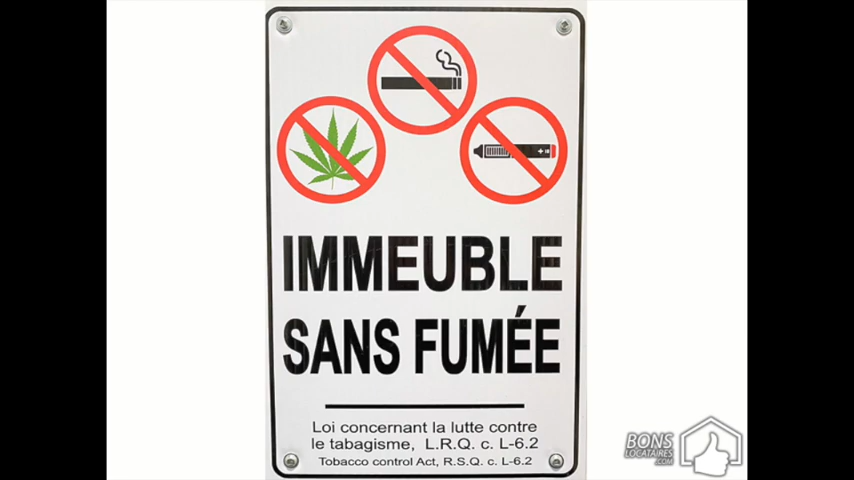 IMMEUBLE
SANS FUMÉE
Loi concernant la lutte contre
le tabagisme, L.R.Q. c. L-6.2
Tobacco control Act, R.S.Q. c. L-6.2
BONS
LOCATAIRES
.COM